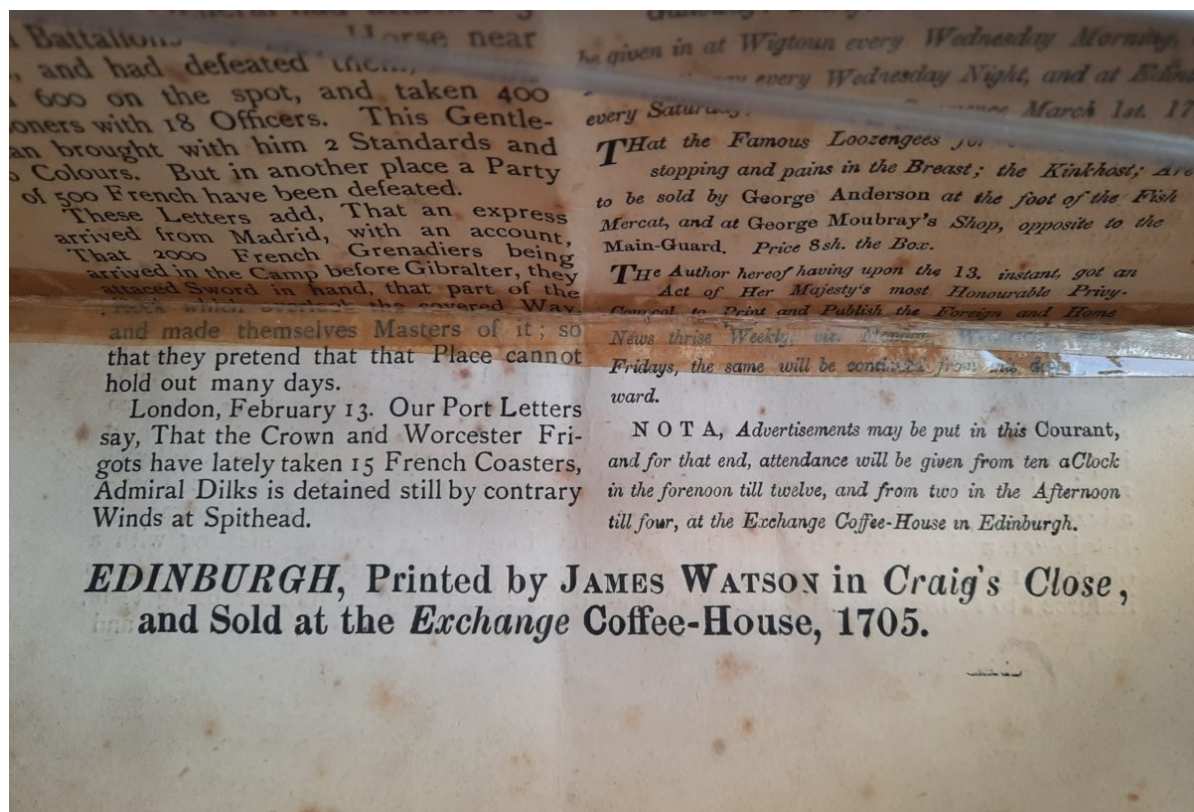 Battalions Horse near
and had defeated them,
600 on the spot, and taken 400
oners with 18 Officers. This Gentle-
an brought with him 2 Standards and
Colours. But in another place a Party
of 500 French have been defeated.
These Letters add, That an express
arrived from Madrid, with an account,
That 2000 French Grenadiers being
arrived in the Camp before Gibralter, they
attaced Sword in hand, that part of the
which the covered Way,
and made themselves Masters of it; so
that they pretend that that Place cannot
hold out many days.
London, February 13. Our Port Letters
say, That the Crown and Worcester Fri-
gots have lately taken 15 French Coasters,
Admiral Dilks is detained still by contrary
Winds at Spithead.
be given in at Wigtoun every Wednesday Morning,
every Wednesday Night, and at Edin
every March 1st. 17
THat the Famous Loozengees for
stopping and pains in the Breast; the Kinkhost; Are
to be sold by George Anderson at the foot of the Fish
Mercat, and at George Moubray's Shop, opposite to the
Main-Guard. Price 8sh. the Box.
THe Author hereof having upon the 13. instant, got an
Act of Her Majesty's most Honourable Privy-
Councel, to Print and Publish the Foreign and Home
News thrise Weekly, viz.
Fridays, the same will be from
ward.
NOTA, Advertisements may be put in this Courant,
and for that end, attendance will be given from ten aClock
in the forenoon till twelve, and from two in the Afternoon
till four, at the Exchange Coffee-House in Edinburgh.
EDINBURGH, Printed by JAMES WATSON in Craig's Close,
and Sold at the Exchange Coffee-House, 1705.